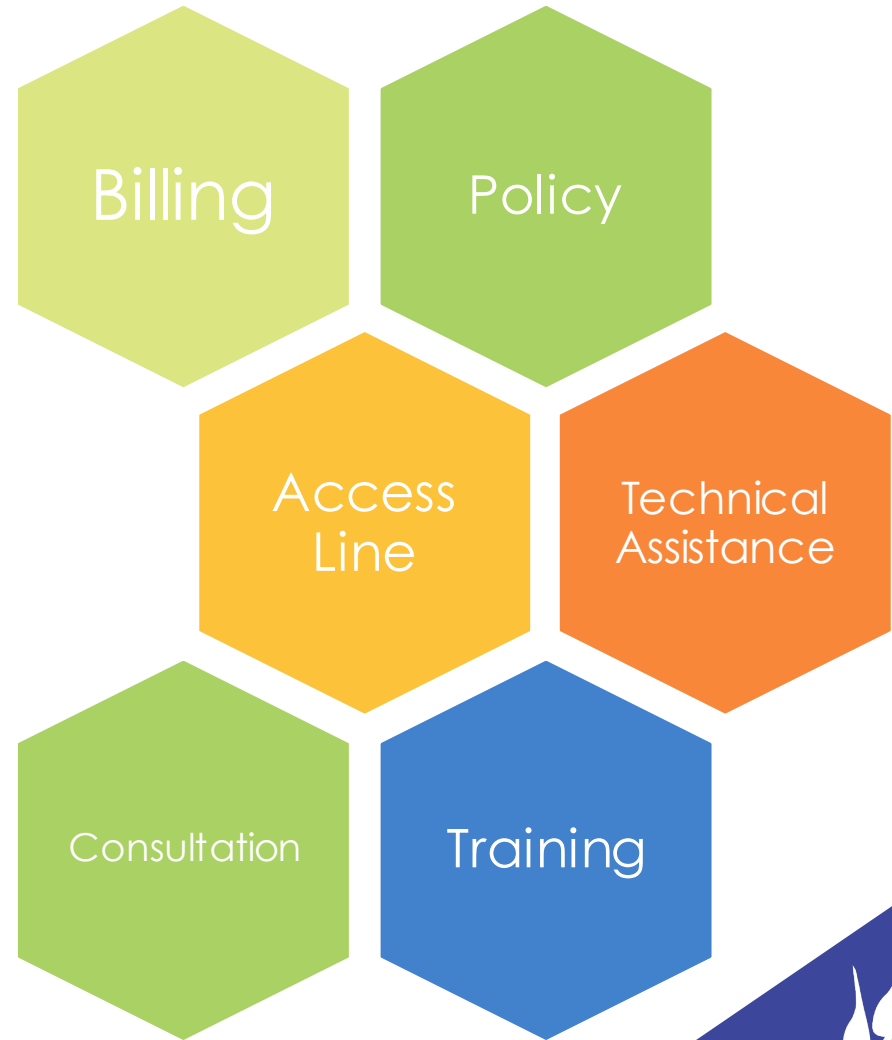 Billing
Policy
Access
Line
Technical
Assistance
Consultation
Training